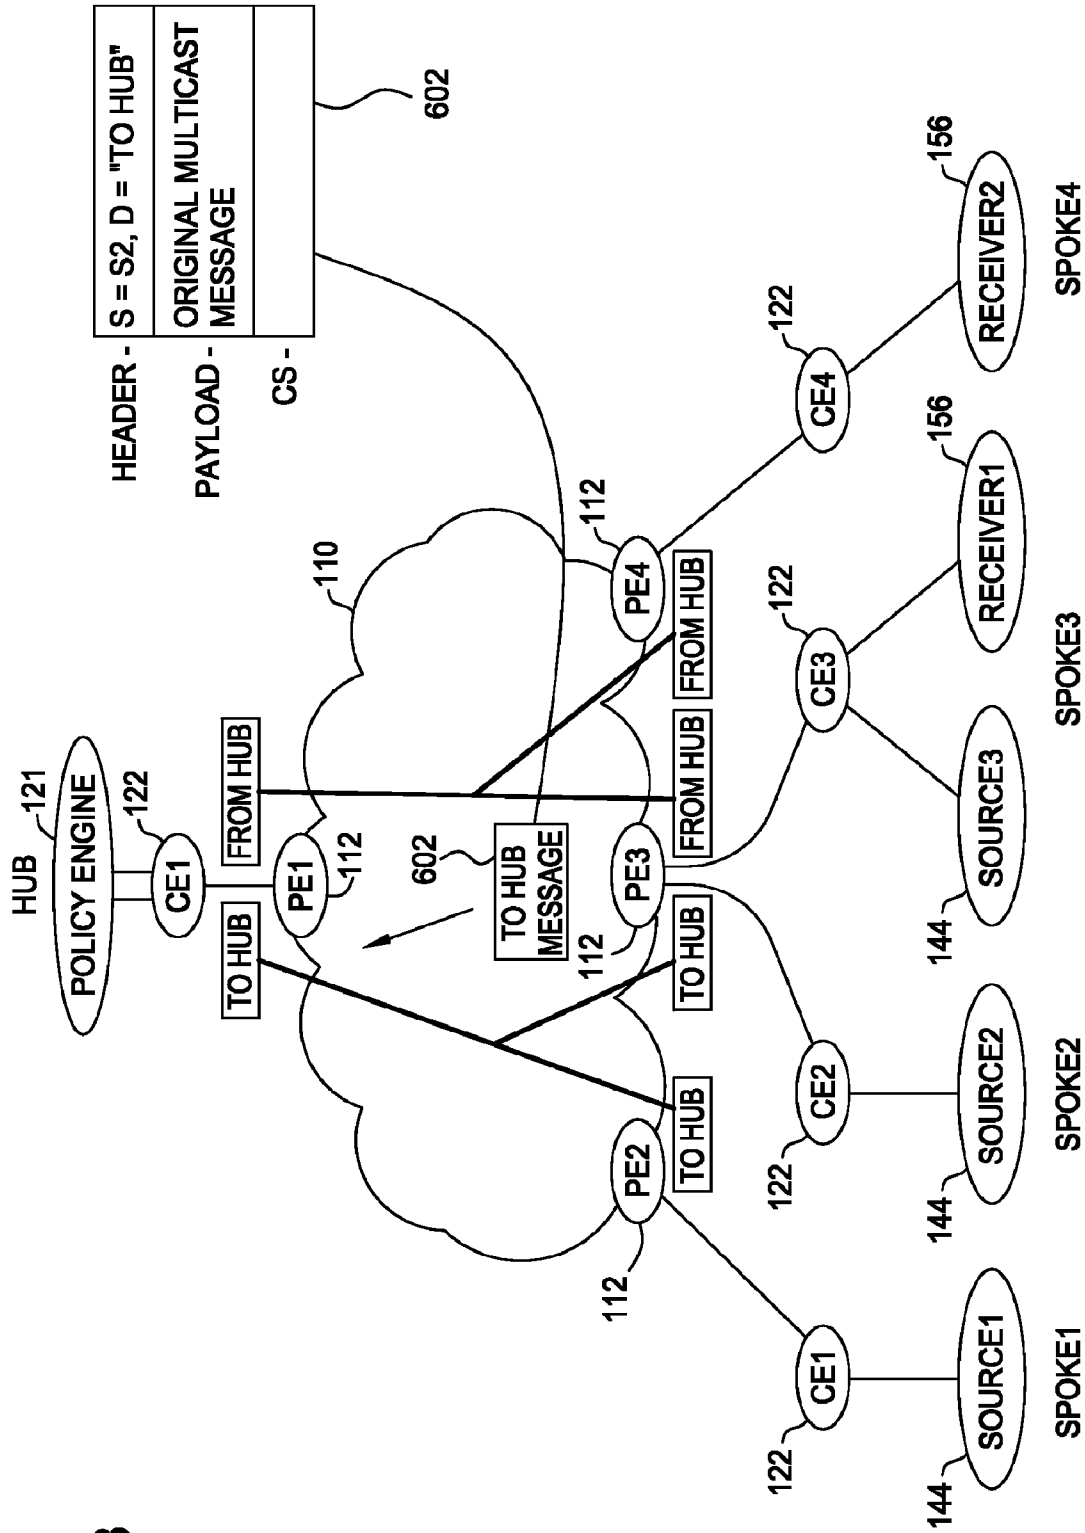 HUB
POLICY ENGINE
121
CE1
122
TO HUB
FROM HUB
PE1
112
110
602
TO HUB
MESSAGE
HEADER -
S = S2, D = "TO HUB"
PAYLOAD -
ORIGINAL MULTICAST
MESSAGE
CS -
602
PE2
112
TO HUB
TO HUB
PE3
112
FROM HUB
FROM HUB
PE4
112
CE1
122
CE2
122
CE3
122
CE4
122
SOURCE1
144
SOURCE2
144
SOURCE3
144
RECEIVER1
156
RECEIVER2
156
SPOKE1
SPOKE2
SPOKE3
SPOKE4